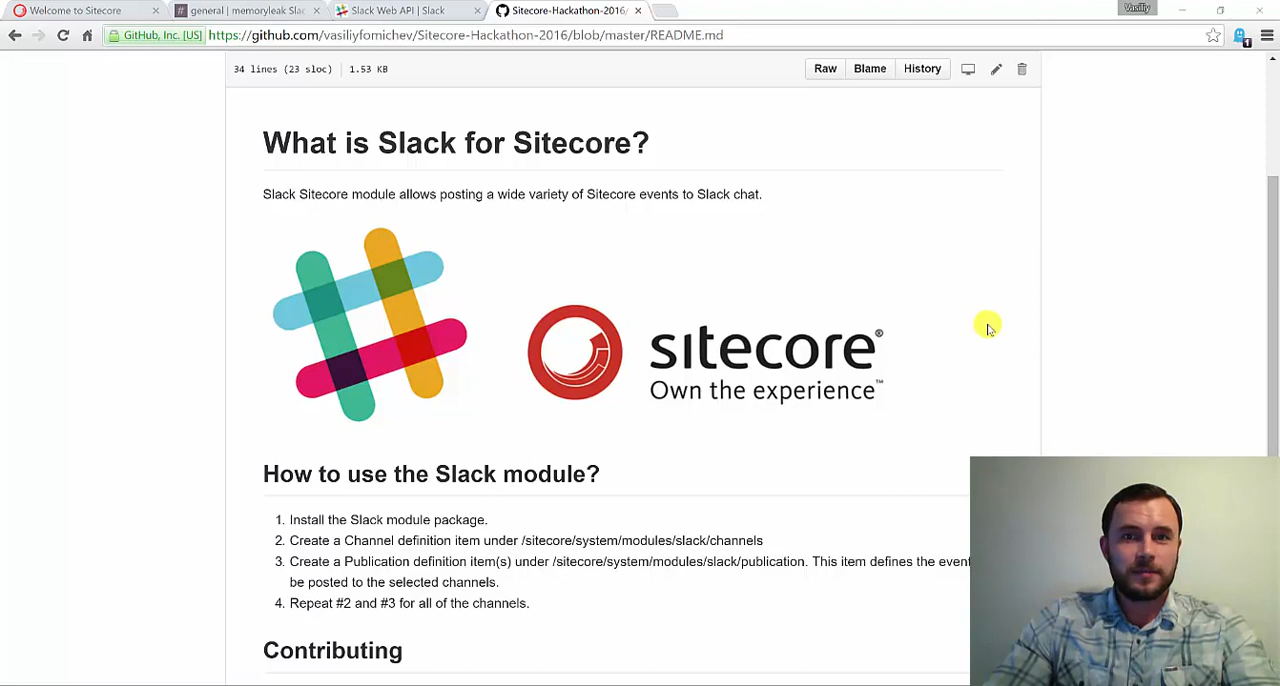 Welcome to Sitecore
general | memoryleak Slac
Slack Web API | Slack
Sitecore-Hackathon-2016/
Vasiliy
GitHub, Inc. [US]
https://github.com/vasiliyfomichev/Sitecore-Hackathon-2016/blob/master/README.md
1
34 lines (23 sloc)
1.53 KB
Raw
Blame
History
What is Slack for Sitecore?
Slack Sitecore module allows posting a wide variety of Sitecore events to Slack chat.
sitecore®
Own the experience™
How to use the Slack module?
1. Install the Slack module package.
2. Create a Channel definition item under /sitecore/system/modules/slack/channels
3. Create a Publication definition item(s) under /sitecore/system/modules/slack/publication. This item defines the event
be posted to the selected channels.
4. Repeat #2 and #3 for all of the channels.
Contributing